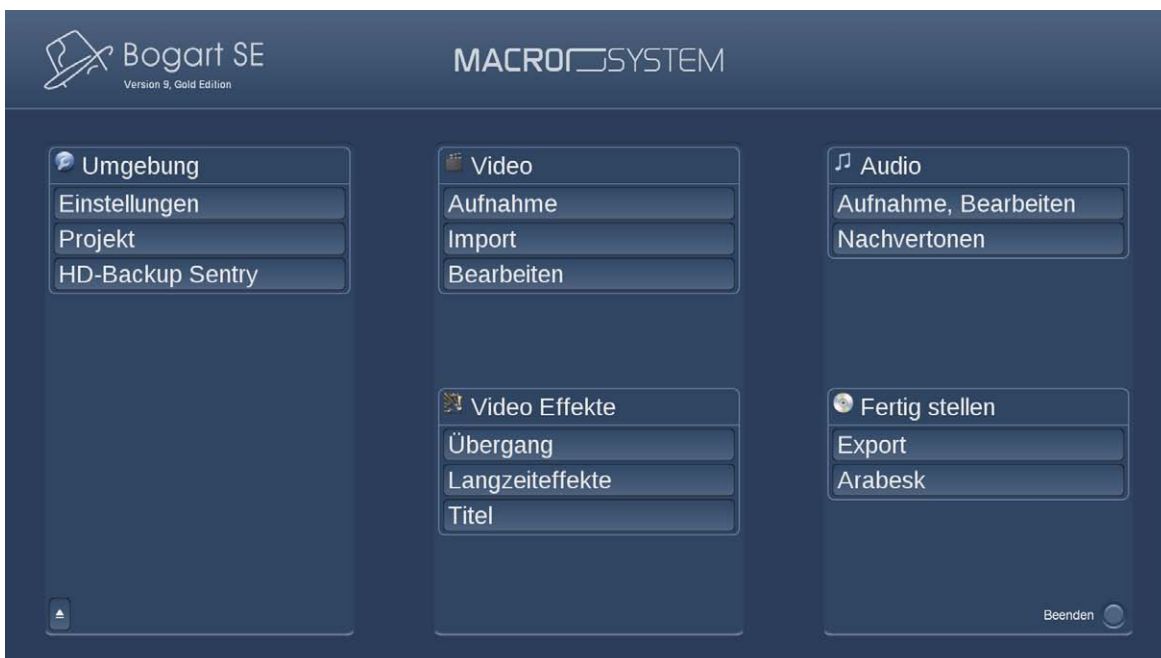 Bogart SE
Version 9, Gold Edition
MACROSYSTEM
Umgebung
Einstellungen
Projekt
HD-Backup Sentry
Video
Aufnahme
Import
Bearbeiten
Audio
Aufnahme, Bearbeiten
Nachvertonen
Video Effekte
Übergang
Langzeiteffekte
Titel
Fertig stellen
Export
Arabesk
Beenden